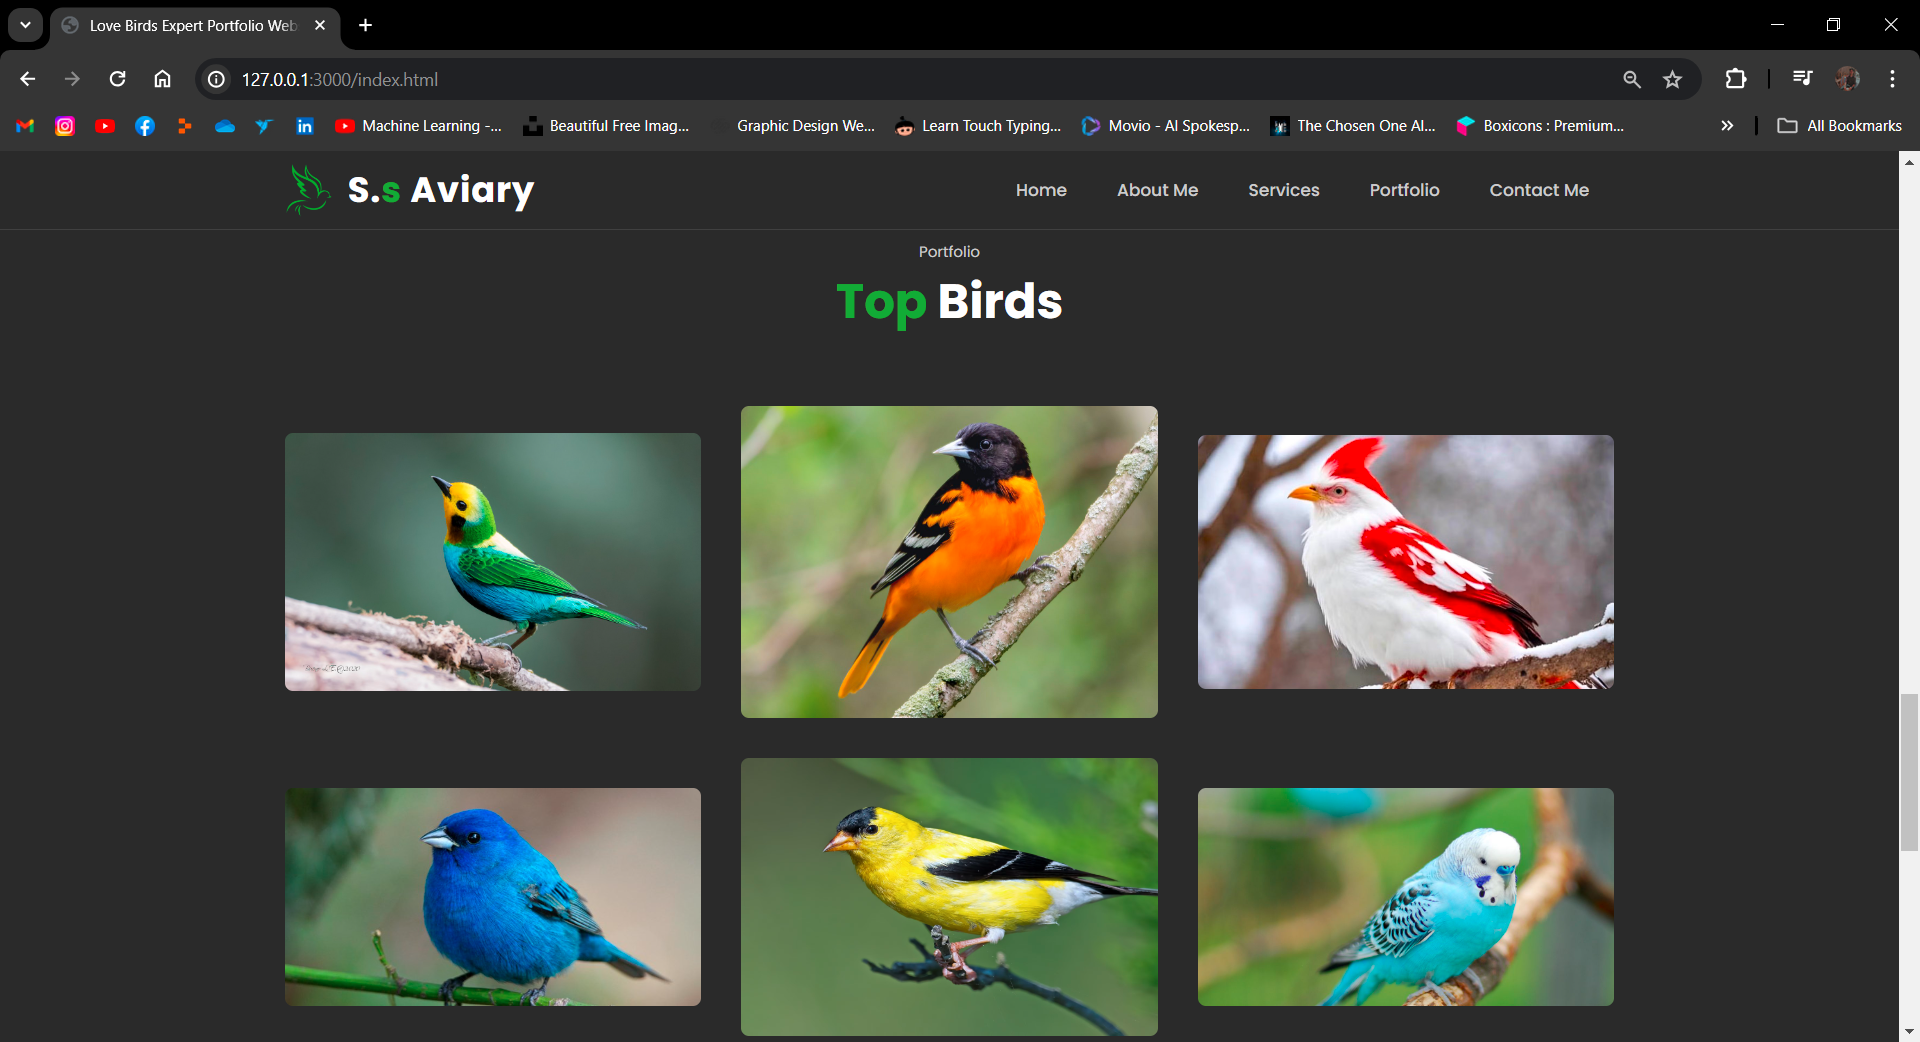 Love Birds Expert Portfolio Web
127.0.0.1:3000/index.html
Machine Learning -...
Beautiful Free Imag...
Graphic Design We...
Learn Touch Typing...
Movio - AI Spokesp...
The Chosen One Al...
Boxicons : Premium...
All Bookmarks
S.s Aviary
Home
About Me
Services
Portfolio
Contact Me
Portfolio
Top Birds